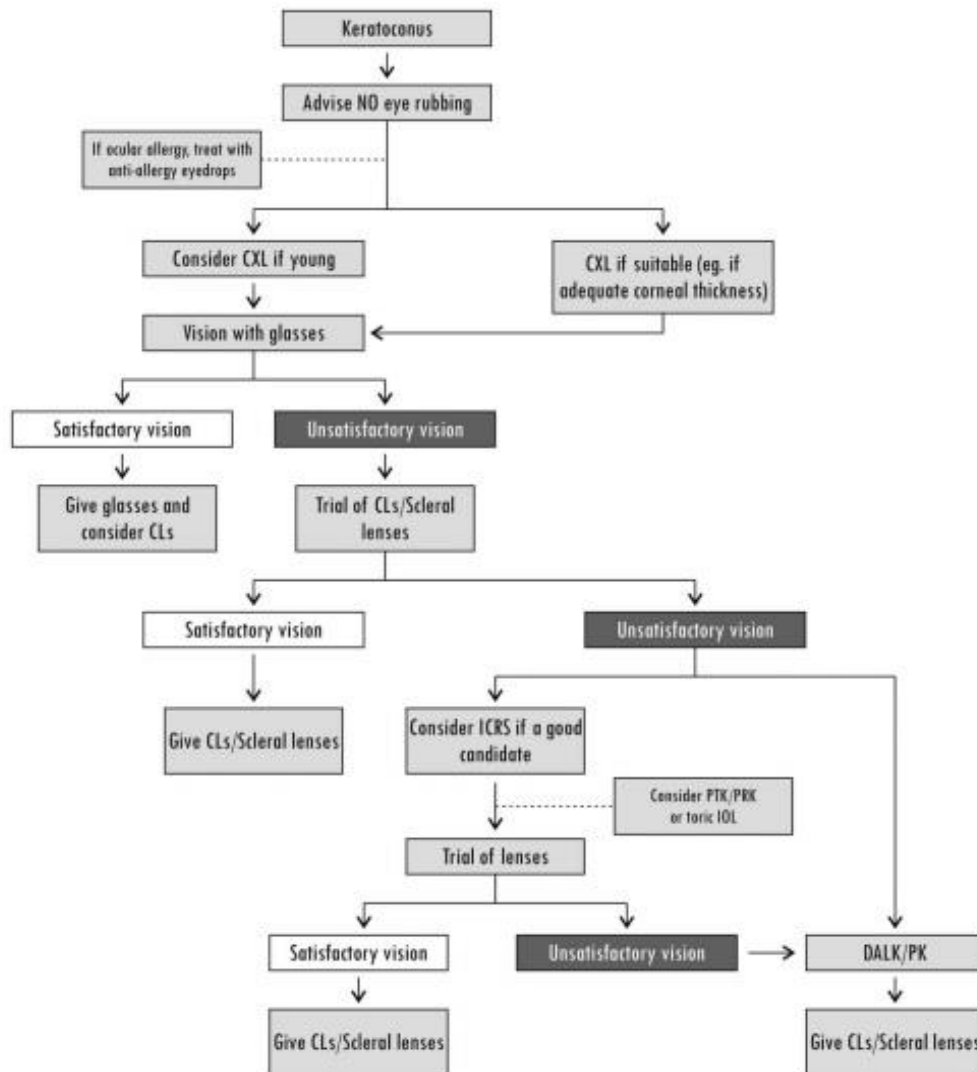 Keratoconus
Advise NO eye rubbing
If ocular allergy, treat with
anti-allergy eyedrops
Consider CXL if young
CXL if suitable (eg. if
adequate corneal thickness)
Vision with glasses
Satisfactory vision
Unsatisfactory vision
Give glasses and
consider CLs
Trial of CLs/Scleral
lenses
Satisfactory vision
Unsatisfactory vision
Give CLs/Scleral lenses
Consider ICRS if a good
candidate
Consider PTK/PRK
or toric IOL
Trial of lenses
Satisfactory vision
Unsatisfactory vision
DALK/PK
Give CLs/Scleral lenses
Give CLs/Scleral lenses